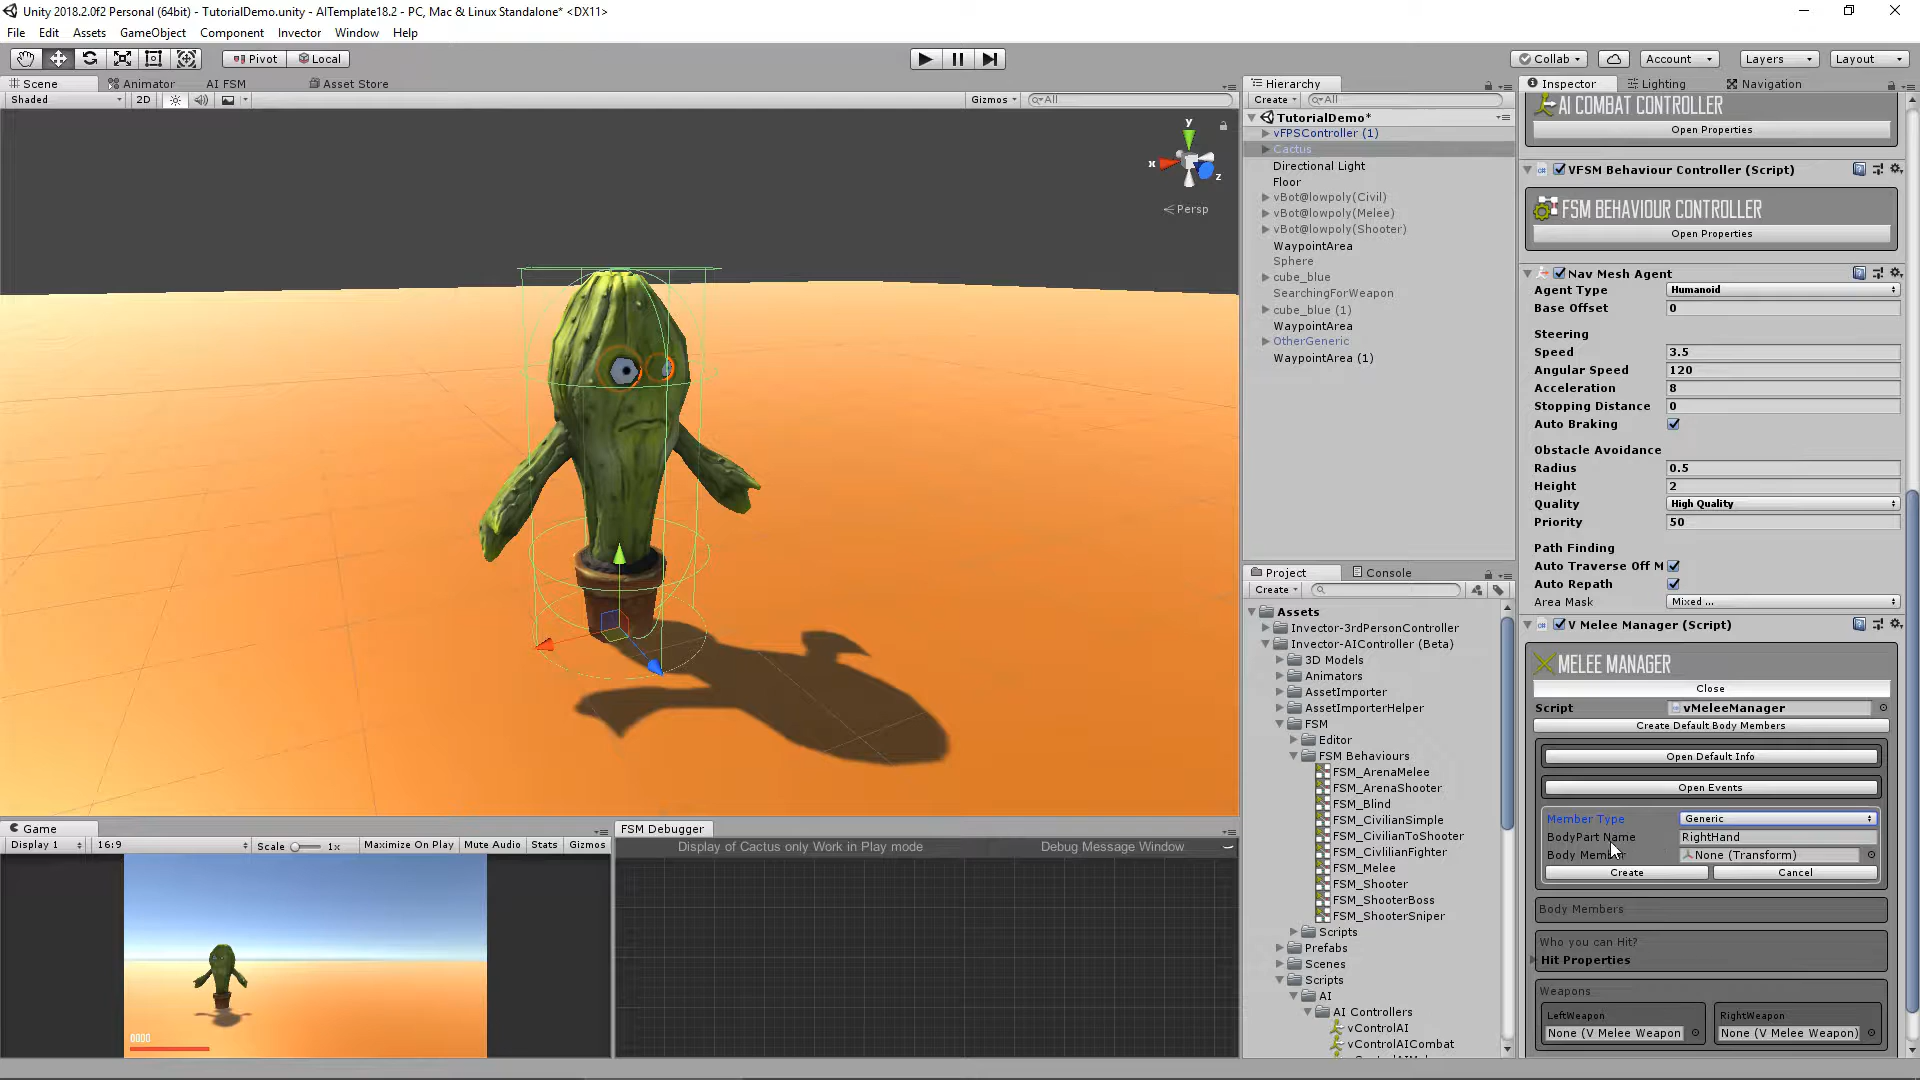 Unity 2018.2.0f2 Personal (64bit) - TutorialDemo.unity - AITemplate18.2 - PC, Mac & Linux Standalone* <DX11>
File Edit Assets GameObject Component Invector Window Help
Pivot Local
Collab Account Layers Layout
Scene Animator AI FSM Asset Store
Shaded 2D Gizmos All
y
x
z
Persp
Hierarchy
Create All
TutorialDemo*
vFPSController (1)
Cactus
Directional Light
Floor
vBot@lowpoly(Civil)
vBot@lowpoly(Melee)
vBot@lowpoly(Shooter)
WaypointArea
Sphere
cube_blue
SearchingForWeapon
cube_blue (1)
WaypointArea
OtherGeneric
WaypointArea (1)
Project Console
Create
Assets
Invector-3rdPersonController
Invector-AIController (Beta)
3D Models
Animators
AssetImporter
AssetImporterHelper
FSM
Editor
FSM Behaviours
FSM_ArenaMelee
FSM_ArenaShooter
FSM_Blind
FSM_CivilianSimple
FSM_CivilianToShooter
FSM_CivlilianFighter
FSM_Melee
FSM_Shooter
FSM_ShooterBoss
FSM_ShooterSniper
Scripts
Prefabs
Scenes
Scripts
AI
AI Controllers
vControlAI
vControlAICombat
Inspector Lighting Navigation
AI COMBAT CONTROLLER
Open Properties
VFSM Behaviour Controller (Script)
FSM BEHAVIOUR CONTROLLER
Open Properties
Nav Mesh Agent
Agent Type Humanoid
Base Offset 0
Steering
Speed 3.5
Angular Speed 120
Acceleration 8
Stopping Distance 0
Auto Braking
Obstacle Avoidance
Radius 0.5
Height 2
Quality High Quality
Priority 50
Path Finding
Auto Traverse Off M
Auto Repath
Area Mask Mixed ...
V Melee Manager (Script)
MELEE MANAGER
Close
Script vMeleeManager
Create Default Body Members
Open Default Info
Open Events
Member Type Generic
BodyPart Name RightHand
Body Member None (Transform)
Create Cancel
Body Members
Who you can Hit?
Hit Properties
Weapons
LeftWeapon RightWeapon
None (V Melee Weapon None (V Melee Weapon)
Game
Display 1 16:9 Scale 1x Maximize On Play Mute Audio Stats Gizmos
FSM Debugger
Display of Cactus only Work in Play mode Debug Message Window